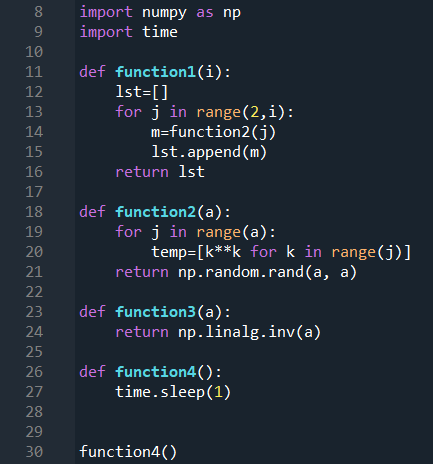 8 import numpy as np
9 import time
10
11 def function1(i):
12     lst=[]
13     for j in range(2,i):
14         m=function2(j)
15         lst.append(m)
16     return lst
17
18 def function2(a):
19     for j in range(a):
20         temp=[k**k for k in range(j)]
21     return np.random.rand(a, a)
22
23 def function3(a):
24     return np.linalg.inv(a)
25
26 def function4():
27     time.sleep(1)
28
29
30 function4()